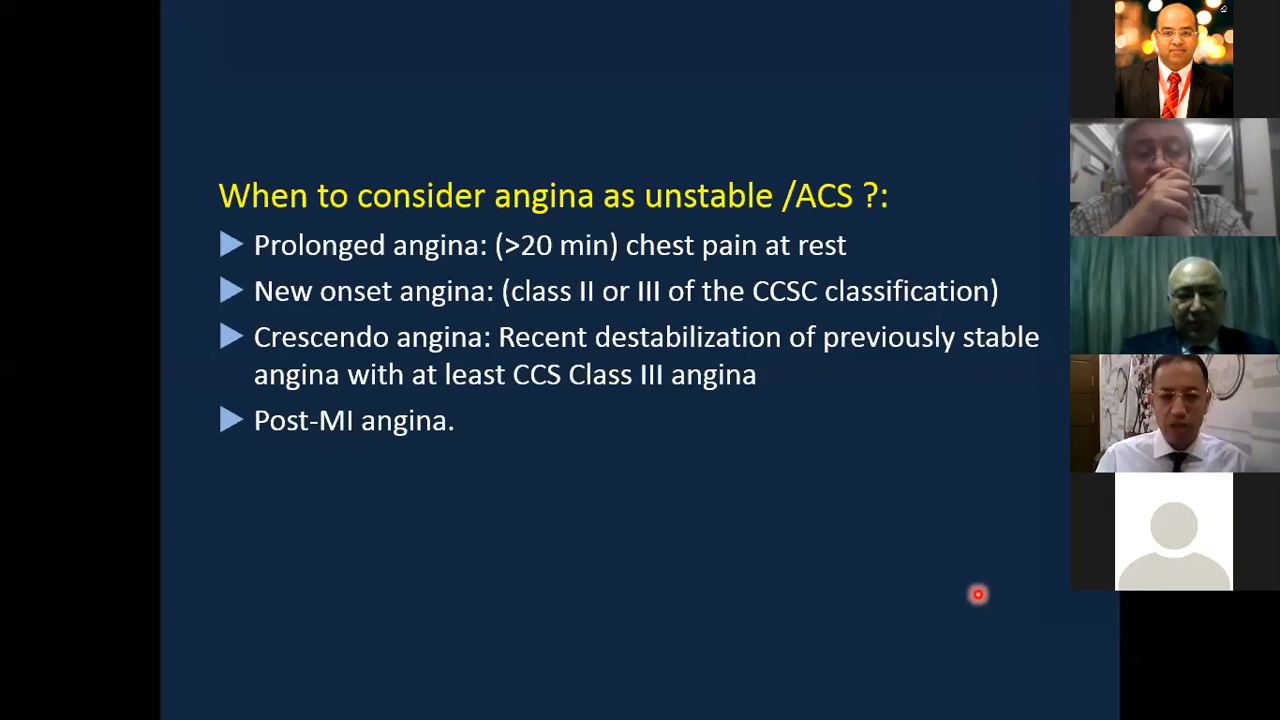 When to consider angina as unstable /ACS ?:
Prolonged angina: (>20 min) chest pain at rest
New onset angina: (class II or III of the CCSC classification)
Crescendo angina: Recent destabilization of previously stable
angina with at least CCS Class III angina
Post-MI angina.